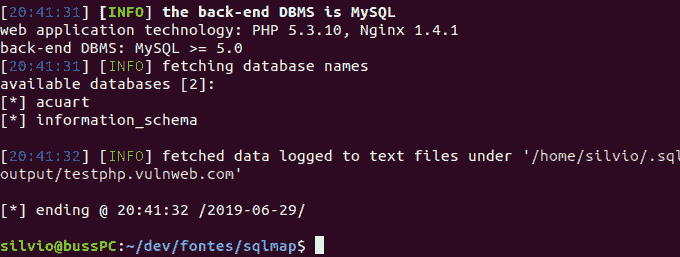 [20:41:31] [INFO] the back-end DBMS is MySQL
web application technology: PHP 5.3.10, Nginx 1.4.1
back-end DBMS: MySQL >= 5.0
[20:41:31] [INFO] fetching database names
available databases [2]:
[*] acuart
[*] information_schema
[20:41:32] [INFO] fetched data logged to text files under '/home/silvio/.sql
output/testphp.vulnweb.com'
[*] ending @ 20:41:32 /2019-06-29/
silvio@bussPC:~/dev/fontes/sqlmap$